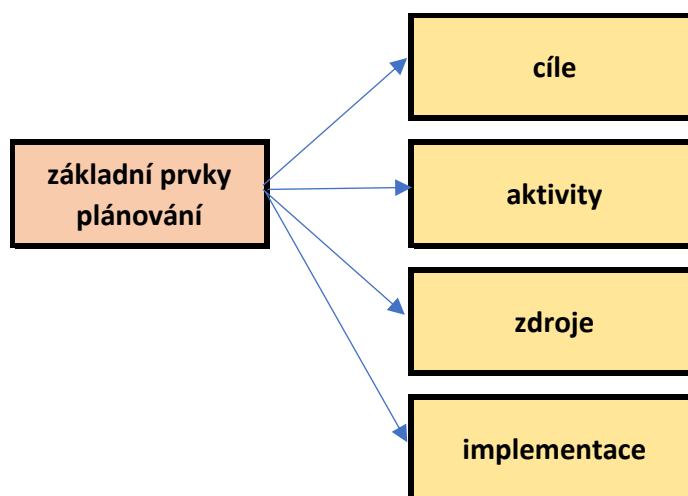 cíle
základní prvky
plánování
aktivity
zdroje
implementace